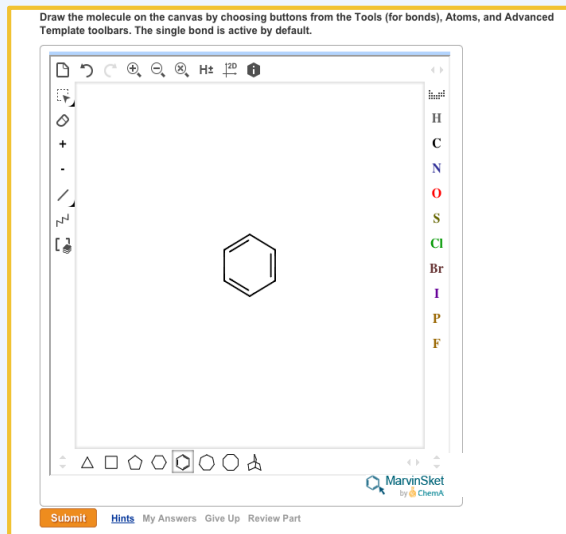 Draw the molecule on the canvas by choosing buttons from the Tools (for bonds), Atoms, and Advanced
Template toolbars. The single bond is active by default.
H±
2D
H
C
+
-
N
O
S
Cl
Br
I
P
F
MarvinSket
by ChemA
Submit Hints My Answers Give Up Review Part